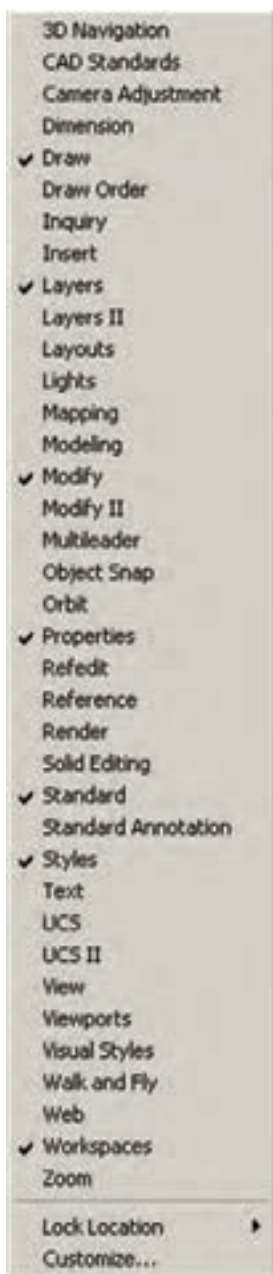 3D Navigation
CAD Standards
Camera Adjustment
Dimension
Draw
Draw Order
Inquiry
Insert
Layers
Layers II
Layouts
Lights
Mapping
Modeling
Modify
Modify II
Multileader
Object Snap
Orbit
Properties
Refedit
Reference
Render
Solid Editing
Standard
Standard Annotation
Styles
Text
UCS
UCS II
View
Viewports
Visual Styles
Walk and Fly
Web
Workspaces
Zoom
Lock Location
Customize...